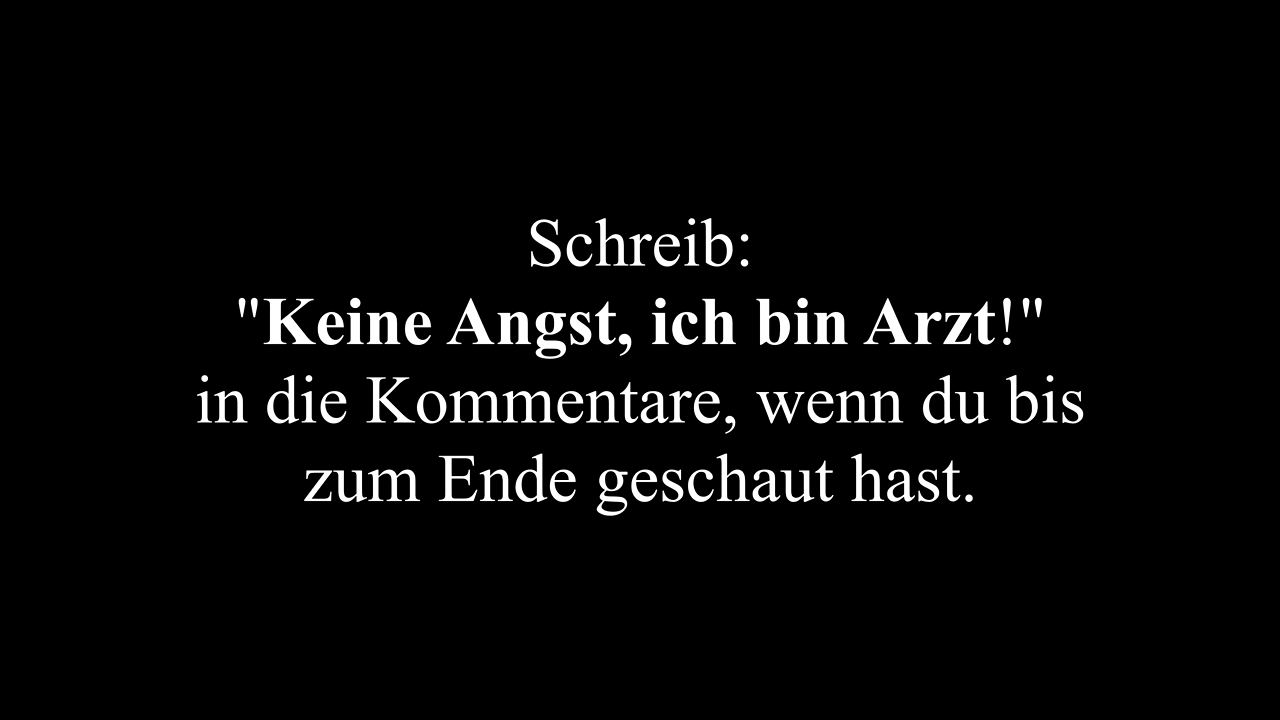 Schreib:
"Keine Angst, ich bin Arzt!"
in die Kommentare, wenn du bis
zum Ende geschaut hast.